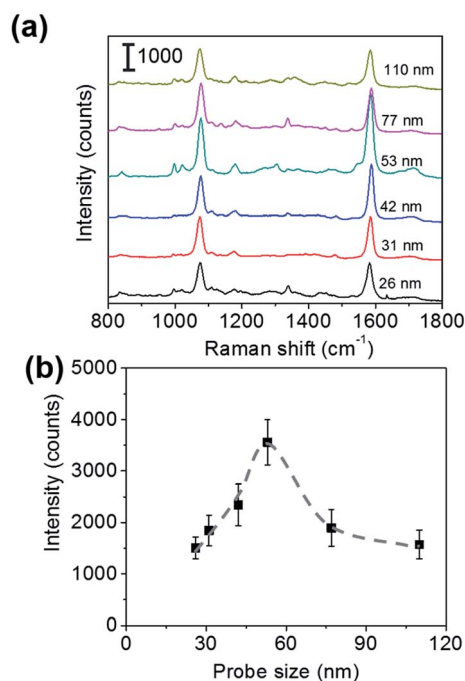 (a)
1000
110 nm
77 nm
53 nm
42 nm
31 nm
26 nm
Intensity (counts)
800 1000 1200 1400 1600 1800
Raman shift (cm⁻¹)
(b)
5000
4000
3000
2000
1000
0
Intensity (counts)
0 30 60 90 120
Probe size (nm)